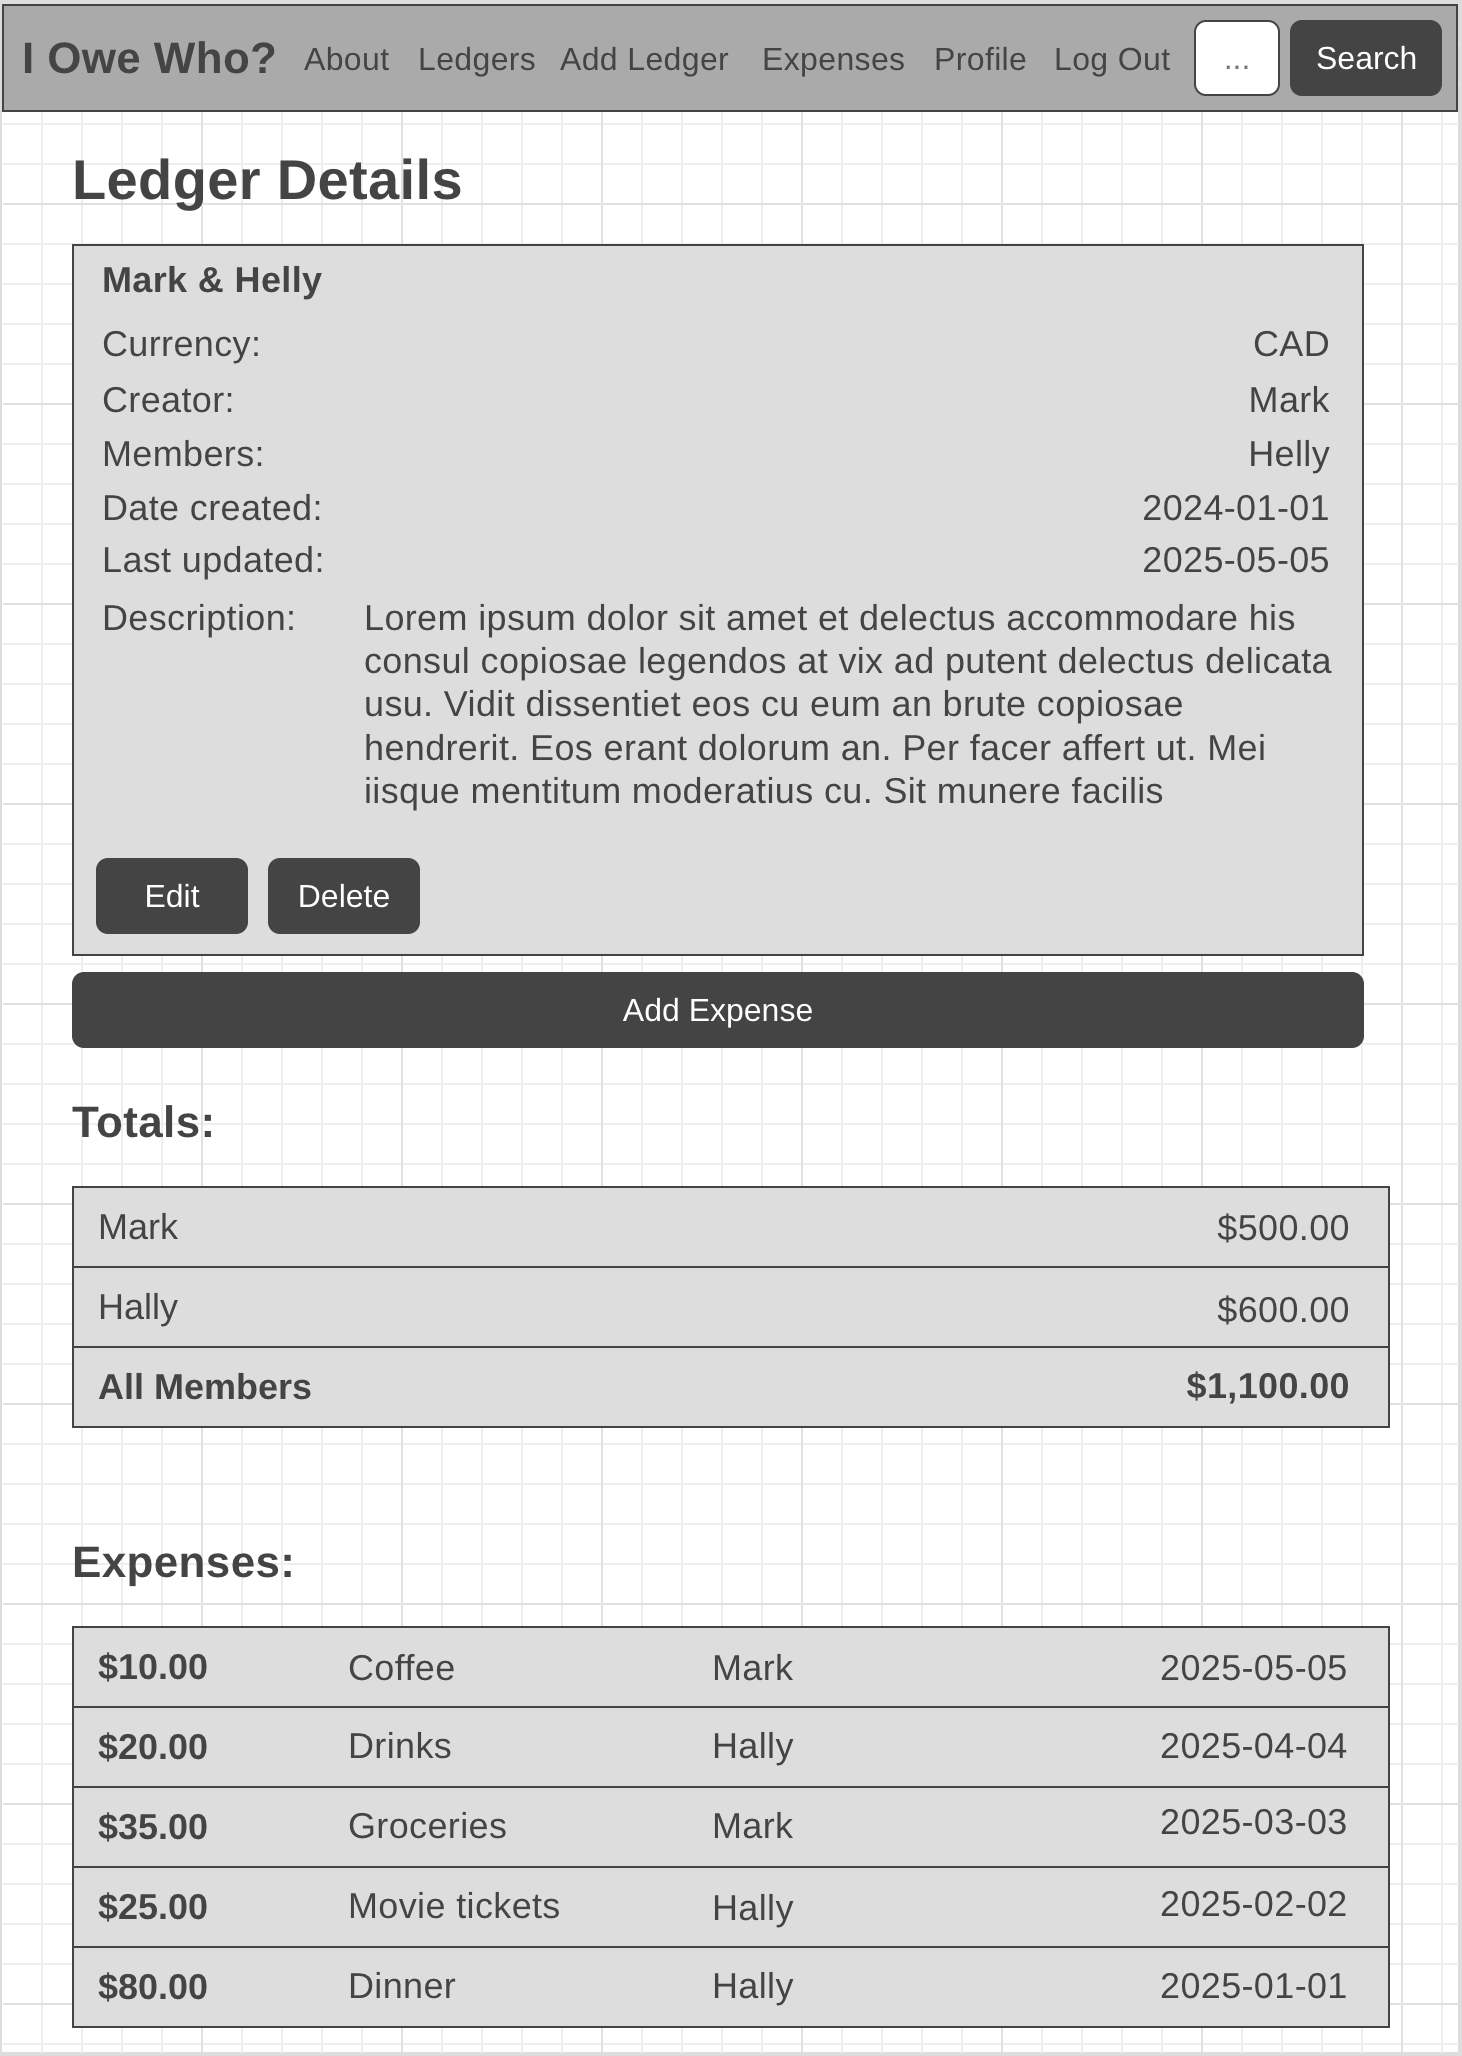 I Owe Who? About Ledgers Add Ledger Expenses Profile Log Out ... Search
Ledger Details
Mark & Helly
Currency: CAD
Creator: Mark
Members: Helly
Date created: 2024-01-01
Last updated: 2025-05-05
Description: Lorem ipsum dolor sit amet et delectus accommodare his
consul copiosae legendos at vix ad putent delectus delicata
usu. Vidit dissentiet eos cu eum an brute copiosae
hendrerit. Eos erant dolorum an. Per facer affert ut. Mei
iisque mentitum moderatius cu. Sit munere facilis
Edit Delete
Add Expense
Totals:
Mark $500.00
Hally $600.00
All Members $1,100.00
Expenses:
$10.00 Coffee Mark 2025-05-05
$20.00 Drinks Hally 2025-04-04
$35.00 Groceries Mark 2025-03-03
$25.00 Movie tickets Hally 2025-02-02
$80.00 Dinner Hally 2025-01-01